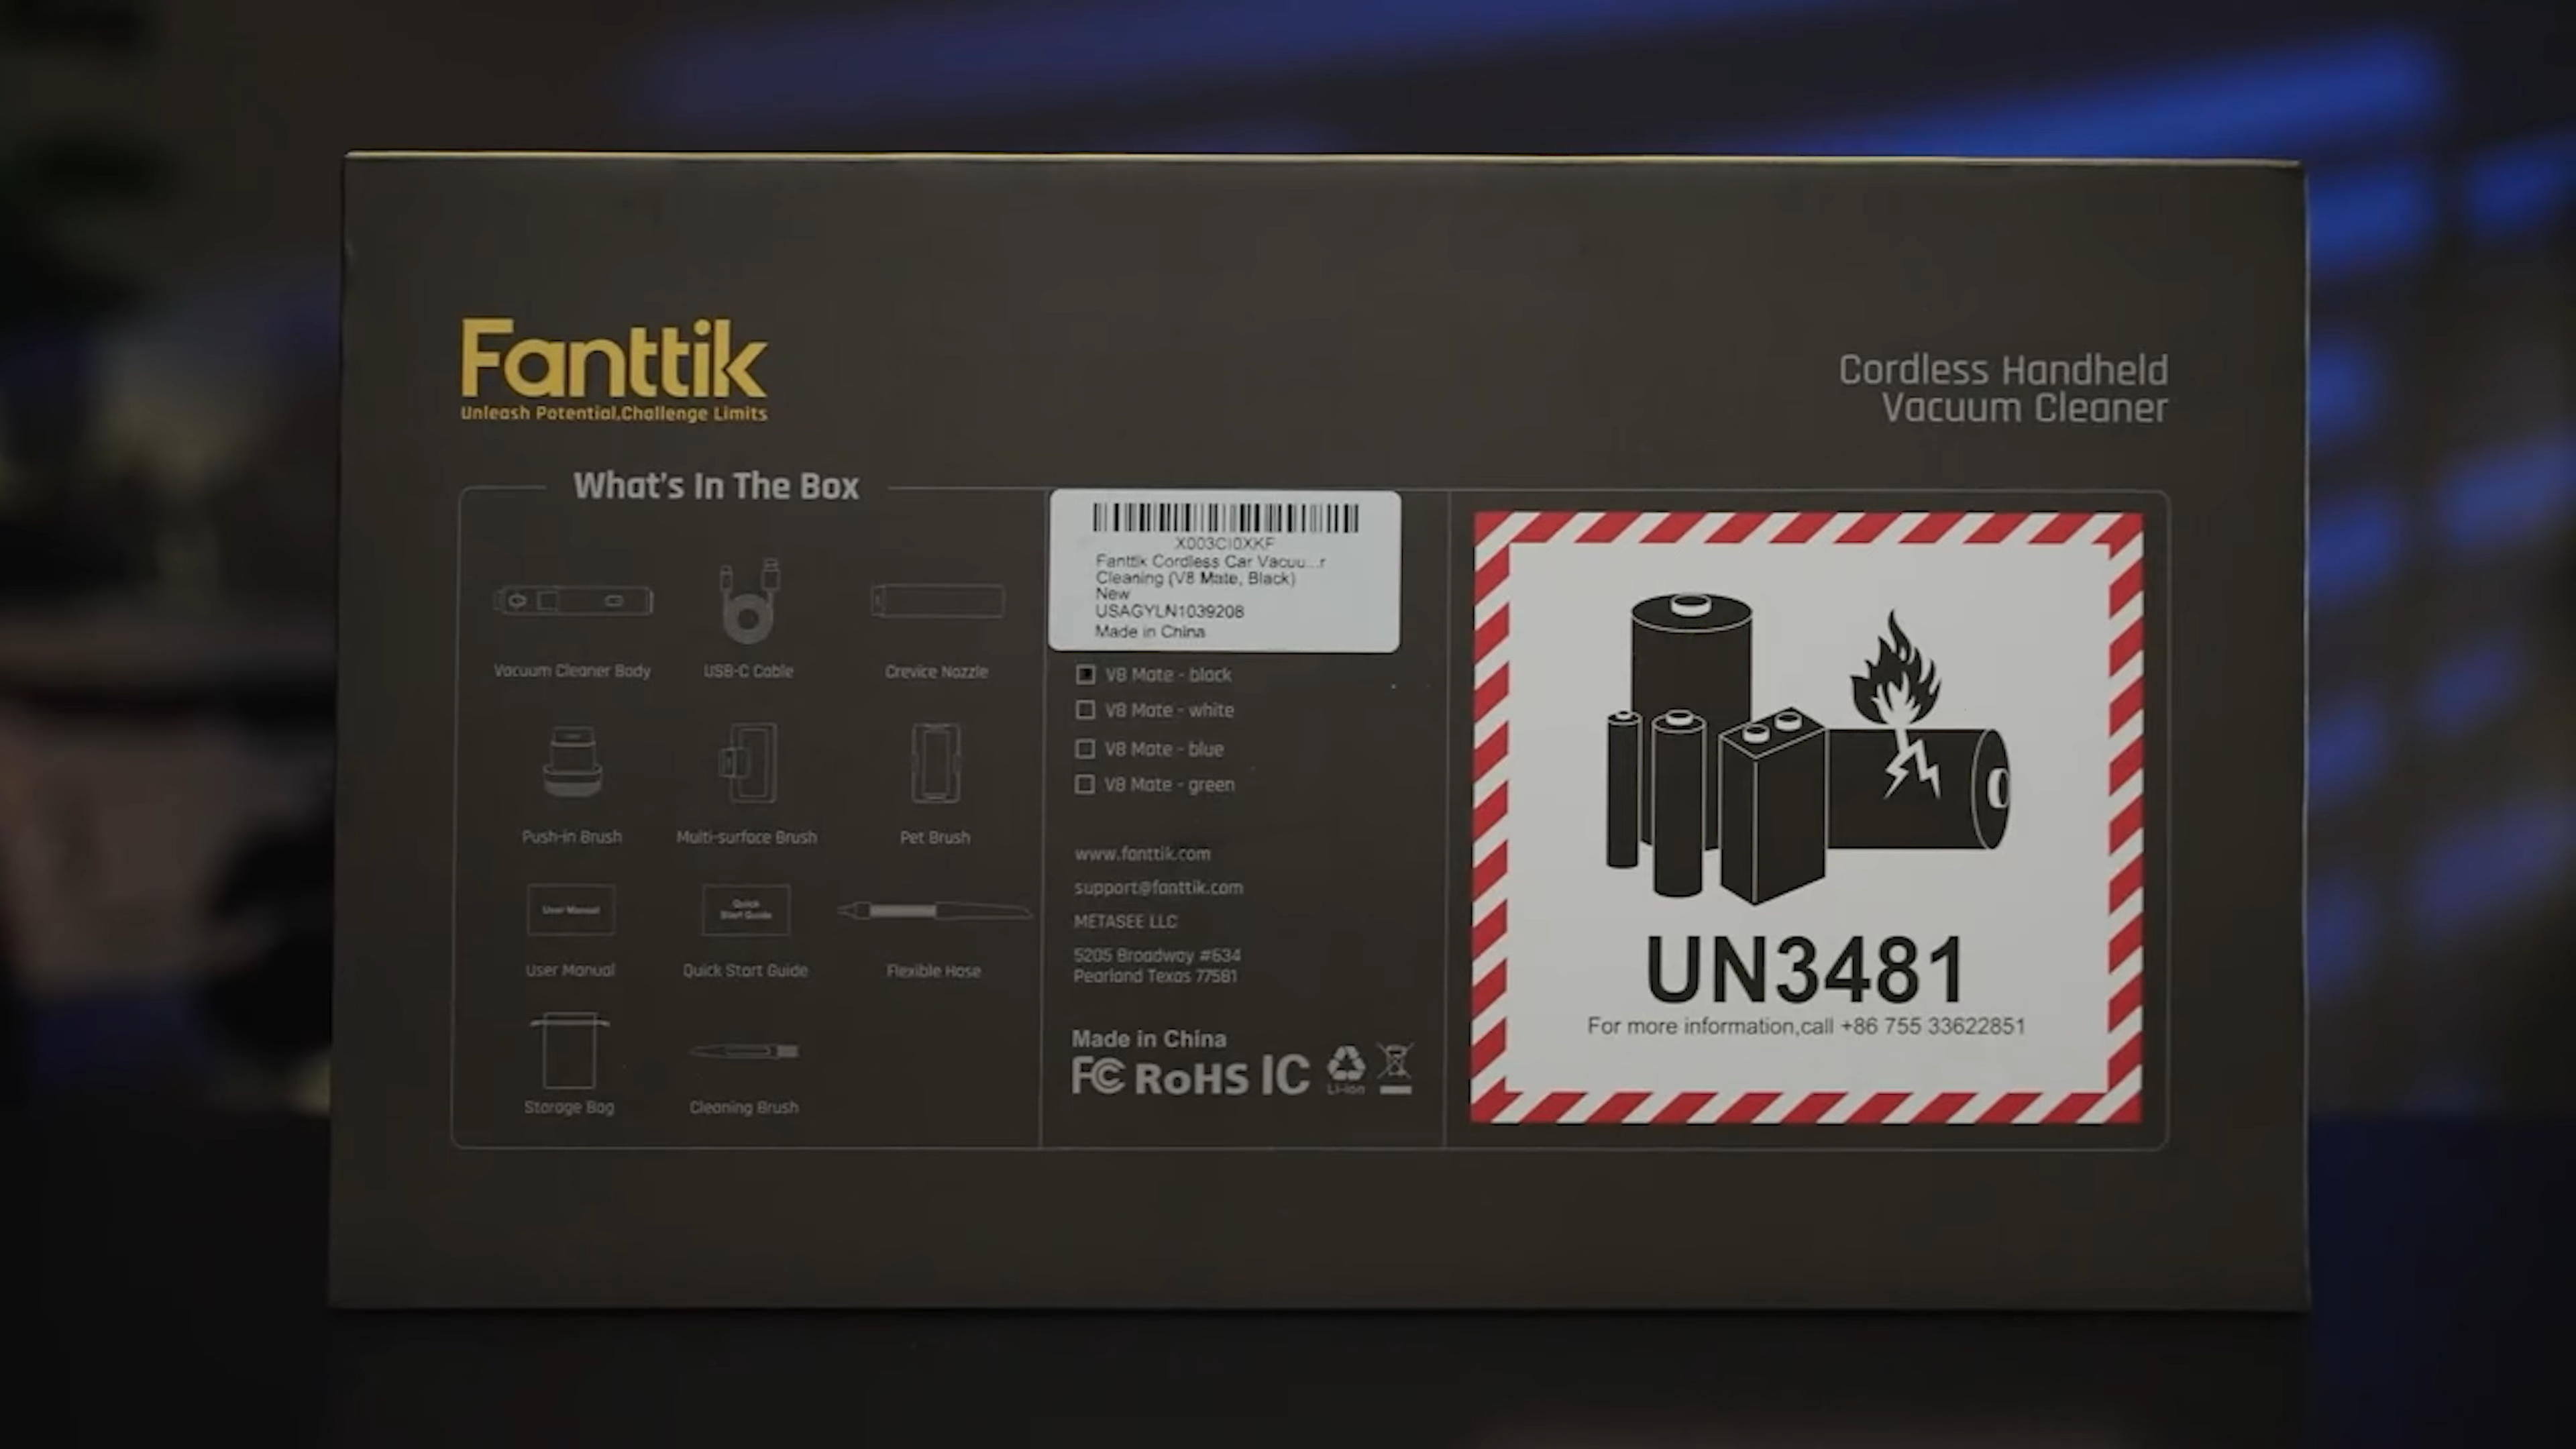 Fanttik
Unleash Potential,Challenge Limits
Cordless Handheld
Vacuum Cleaner
What's In The Box
Vacuum Cleaner Body
USB-C Cable
Crevice Nozzle
Push-in Brush
Multi-surface Brush
Pet Brush
User Manual
Quick
Start Guide
User Manual
Quick Start Guide
Flexible Hose
Storage Bag
Cleaning Brush
X003CI0XKF
Fanttik Cordless Car Vacuu...r
Cleaning (V8 Mate, Black)
New
USAGYLN1039208
Made in China
V8 Mate - black
V8 Mate - white
V8 Mate - blue
V8 Mate - green
www.fanttik.com
support@fanttik.com
METASEE LLC
5205 Broadway #634
Pearland Texas 77581
Made in China
FC RoHS IC
Li-ion
UN3481
For more information,call +86 755 33622851